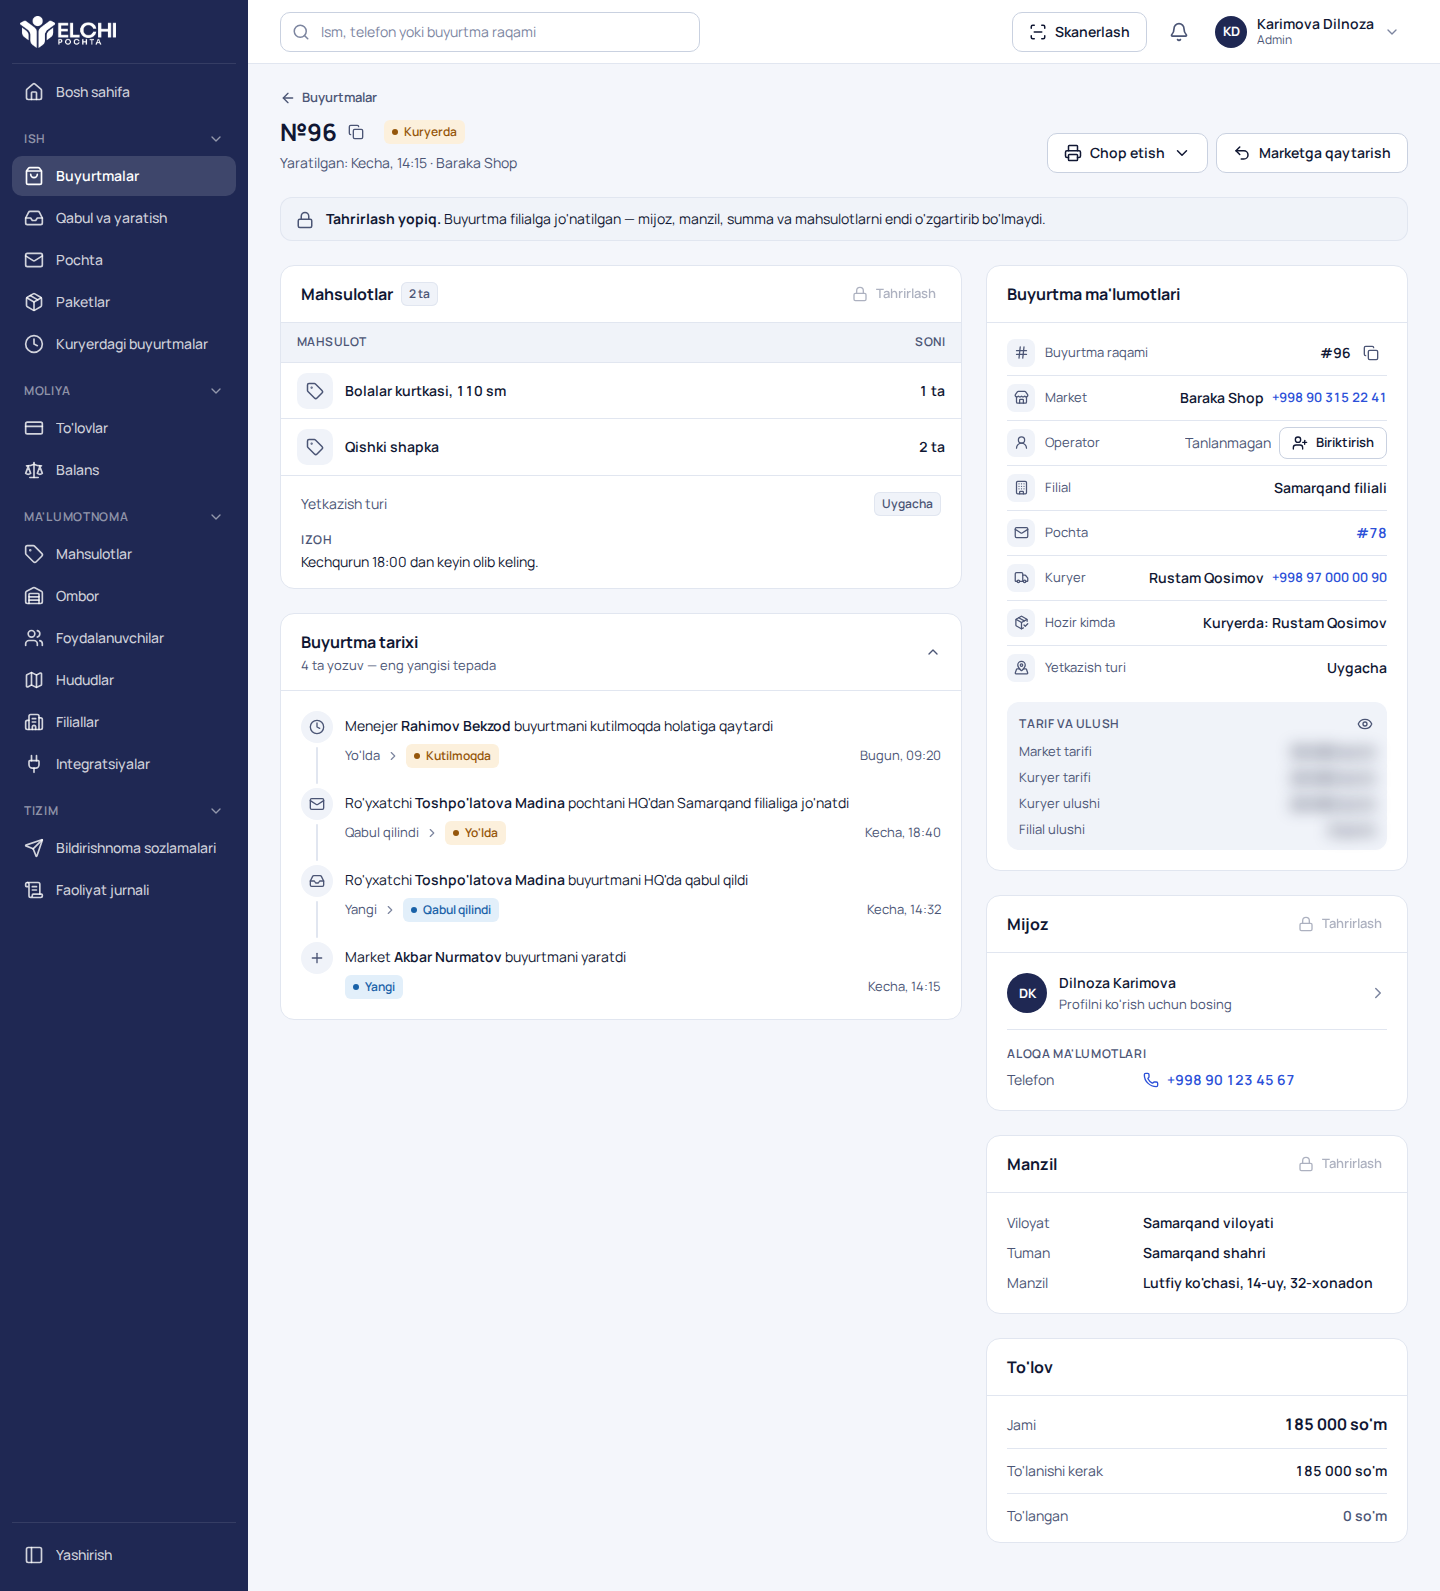 ELCHI
POCHTA
Bosh sahifa
ISH
Buyurtmalar
Qabul va yaratish
Pochta
Paketlar
Kuryerdagi buyurtmalar
MOLIYA
To'lovlar
Balans
MA'LUMOTNOMA
Mahsulotlar
Ombor
Foydalanuvchilar
Hududlar
Filiallar
Integratsiyalar
TIZIM
Bildirishnoma sozlamalari
Faoliyat jurnali
Yashirish
Ism, telefon yoki buyurtma raqami
Skanerlash
KD
Karimova Dilnoza
Admin
Buyurtmalar
№96
Kuryerda
Yaratilgan: Kecha, 14:15 · Baraka Shop
Chop etish
Marketga qaytarish
Tahrirlash yopiq. Buyurtma filialga jo'natilgan — mijoz, manzil, summa va mahsulotlarni endi o'zgartirib bo'lmaydi.
Mahsulotlar 2 ta
Tahrirlash
MAHSULOT SONI
Bolalar kurtkasi, 110 sm 1 ta
Qishki shapka 2 ta
Yetkazish turi Uygacha
IZOH
Kechqurun 18:00 dan keyin olib keling.
Buyurtma tarixi
4 ta yozuv — eng yangisi tepada
Menejer Rahimov Bekzod buyurtmani kutilmoqda holatiga qaytardi
Yo'lda Kutilmoqda Bugun, 09:20
Ro'yxatchi Toshpo'latova Madina pochtani HQ'dan Samarqand filialiga jo'natdi
Qabul qilindi Yo'lda Kecha, 18:40
Ro'yxatchi Toshpo'latova Madina buyurtmani HQ'da qabul qildi
Yangi Qabul qilindi Kecha, 14:32
Market Akbar Nurmatov buyurtmani yaratdi
Yangi Kecha, 14:15
Buyurtma ma'lumotlari
Buyurtma raqami #96
Market Baraka Shop +998 90 315 22 41
Operator Tanlanmagan Biriktirish
Filial Samarqand filiali
Pochta #78
Kuryer Rustam Qosimov +998 97 000 00 90
Hozir kimda Kuryerda: Rustam Qosimov
Yetkazish turi Uygacha
TARIF VA ULUSH
Market tarifi
Kuryer tarifi
Kuryer ulushi
Filial ulushi
Mijoz
Tahrirlash
DK
Dilnoza Karimova
Profilni ko'rish uchun bosing
ALOQA MA'LUMOTLARI
Telefon +998 90 123 45 67
Manzil
Tahrirlash
Viloyat Samarqand viloyati
Tuman Samarqand shahri
Manzil Lutfiy ko'chasi, 14-uy, 32-xonadon
To'lov
Jami 185 000 so'm
To'lanishi kerak 185 000 so'm
To'langan 0 so'm